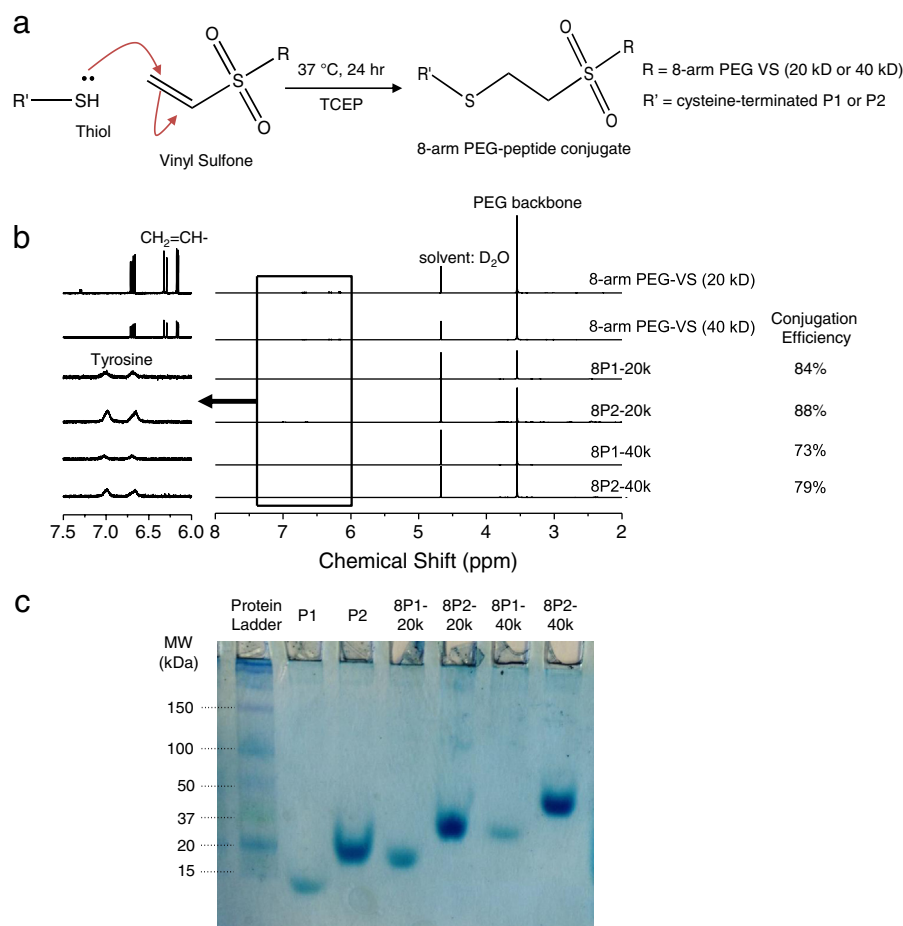 a
R'
SH
Thiol
S
O
O
R
Vinyl Sulfone
37 °C, 24 hr
TCEP
R'
S
S
O
O
R
8-arm PEG-peptide conjugate
R = 8-arm PEG VS (20 kD or 40 kD)
R' = cysteine-terminated P1 or P2
b
CH2=CH-
PEG backbone
solvent: D2O
8-arm PEG-VS (20 kD)
8-arm PEG-VS (40 kD)
Conjugation
Efficiency
Tyrosine
8P1-20k 84%
8P2-20k 88%
8P1-40k 73%
8P2-40k 79%
7.5 7.0 6.5 6.0 8 7 6 5 4 3 2
Chemical Shift (ppm)
c
Protein
Ladder
P1
P2
8P1-
20k
8P2-
20k
8P1-
40k
8P2-
40k
MW
(kDa)
150
100
50
37
20
15